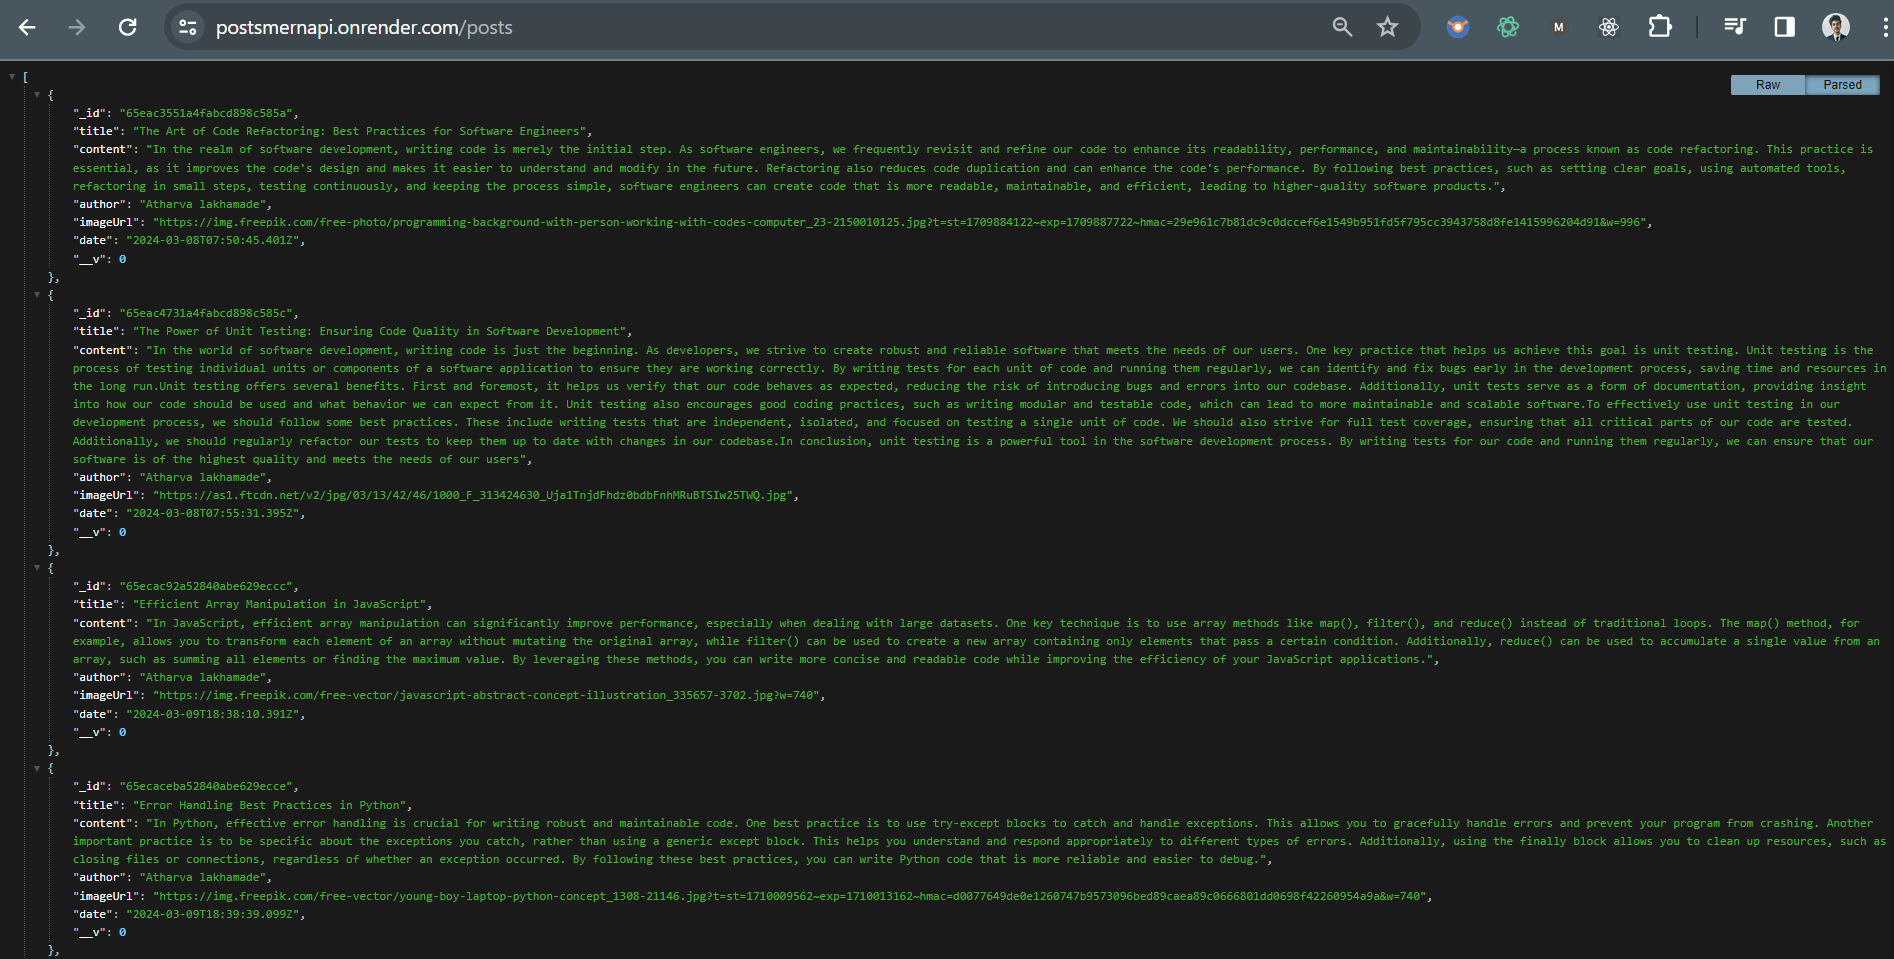 postsmernapi.onrender.com/posts
M
Raw Parsed
[
{
"_id": "65eac3551a4fabcd898c585a",
"title": "The Art of Code Refactoring: Best Practices for Software Engineers",
"content": "In the realm of software development, writing code is merely the initial step. As software engineers, we frequently revisit and refine our code to enhance its readability, performance, and maintainability—a process known as code refactoring. This practice is
essential, as it improves the code's design and makes it easier to understand and modify in the future. Refactoring also reduces code duplication and can enhance the code's performance. By following best practices, such as setting clear goals, using automated tools,
refactoring in small steps, testing continuously, and keeping the process simple, software engineers can create code that is more readable, maintainable, and efficient, leading to higher-quality software products.",
"author": "Atharva lakhamade",
"imageUrl": "https://img.freepik.com/free-photo/programming-background-with-person-working-with-codes-computer_23-2150010125.jpg?t=st=1709884122~exp=1709887722~hmac=29e961c7b81dc9c0dccef6e1549b951fd5f795cc3943758d8fe1415996204d91&w=996",
"date": "2024-03-08T07:50:45.401Z",
"__v": 0
},
{
"_id": "65eac4731a4fabcd898c585c",
"title": "The Power of Unit Testing: Ensuring Code Quality in Software Development",
"content": "In the world of software development, writing code is just the beginning. As developers, we strive to create robust and reliable software that meets the needs of our users. One key practice that helps us achieve this goal is unit testing. Unit testing is the
process of testing individual units or components of a software application to ensure they are working correctly. By writing tests for each unit of code and running them regularly, we can identify and fix bugs early in the development process, saving time and resources in
the long run.Unit testing offers several benefits. First and foremost, it helps us verify that our code behaves as expected, reducing the risk of introducing bugs and errors into our codebase. Additionally, unit tests serve as a form of documentation, providing insight
into how our code should be used and what behavior we can expect from it. Unit testing also encourages good coding practices, such as writing modular and testable code, which can lead to more maintainable and scalable software.To effectively use unit testing in our
development process, we should follow some best practices. These include writing tests that are independent, isolated, and focused on testing a single unit of code. We should also strive for full test coverage, ensuring that all critical parts of our code are tested.
Additionally, we should regularly refactor our tests to keep them up to date with changes in our codebase.In conclusion, unit testing is a powerful tool in the software development process. By writing tests for our code and running them regularly, we can ensure that our
software is of the highest quality and meets the needs of our users",
"author": "Atharva lakhamade",
"imageUrl": "https://as1.ftcdn.net/v2/jpg/03/13/42/46/1000_F_313424630_Uja1TnjdFhdz0bdbFnhMRuBTSIw25TWQ.jpg",
"date": "2024-03-08T07:55:31.395Z",
"__v": 0
},
{
"_id": "65ecac92a52840abe629eccc",
"title": "Efficient Array Manipulation in JavaScript",
"content": "In JavaScript, efficient array manipulation can significantly improve performance, especially when dealing with large datasets. One key technique is to use array methods like map(), filter(), and reduce() instead of traditional loops. The map() method, for
example, allows you to transform each element of an array without mutating the original array, while filter() can be used to create a new array containing only elements that pass a certain condition. Additionally, reduce() can be used to accumulate a single value from an
array, such as summing all elements or finding the maximum value. By leveraging these methods, you can write more concise and readable code while improving the efficiency of your JavaScript applications.",
"author": "Atharva lakhamade",
"imageUrl": "https://img.freepik.com/free-vector/javascript-abstract-concept-illustration_335657-3702.jpg?w=740",
"date": "2024-03-09T18:38:10.391Z",
"__v": 0
},
{
"_id": "65ecaceba52840abe629ecce",
"title": "Error Handling Best Practices in Python",
"content": "In Python, effective error handling is crucial for writing robust and maintainable code. One best practice is to use try-except blocks to catch and handle exceptions. This allows you to gracefully handle errors and prevent your program from crashing. Another
important practice is to be specific about the exceptions you catch, rather than using a generic except block. This helps you understand and respond appropriately to different types of errors. Additionally, using the finally block allows you to clean up resources, such as
closing files or connections, regardless of whether an exception occurred. By following these best practices, you can write Python code that is more reliable and easier to debug.",
"author": "Atharva lakhamade",
"imageUrl": "https://img.freepik.com/free-vector/young-boy-laptop-python-concept_1308-21146.jpg?t=st=1710009562~exp=1710013162~hmac=d0077649de0e1260747b9573096bed89caea89c0666801dd0698f42260954a9a&w=740",
"date": "2024-03-09T18:39:39.099Z",
"__v": 0
},